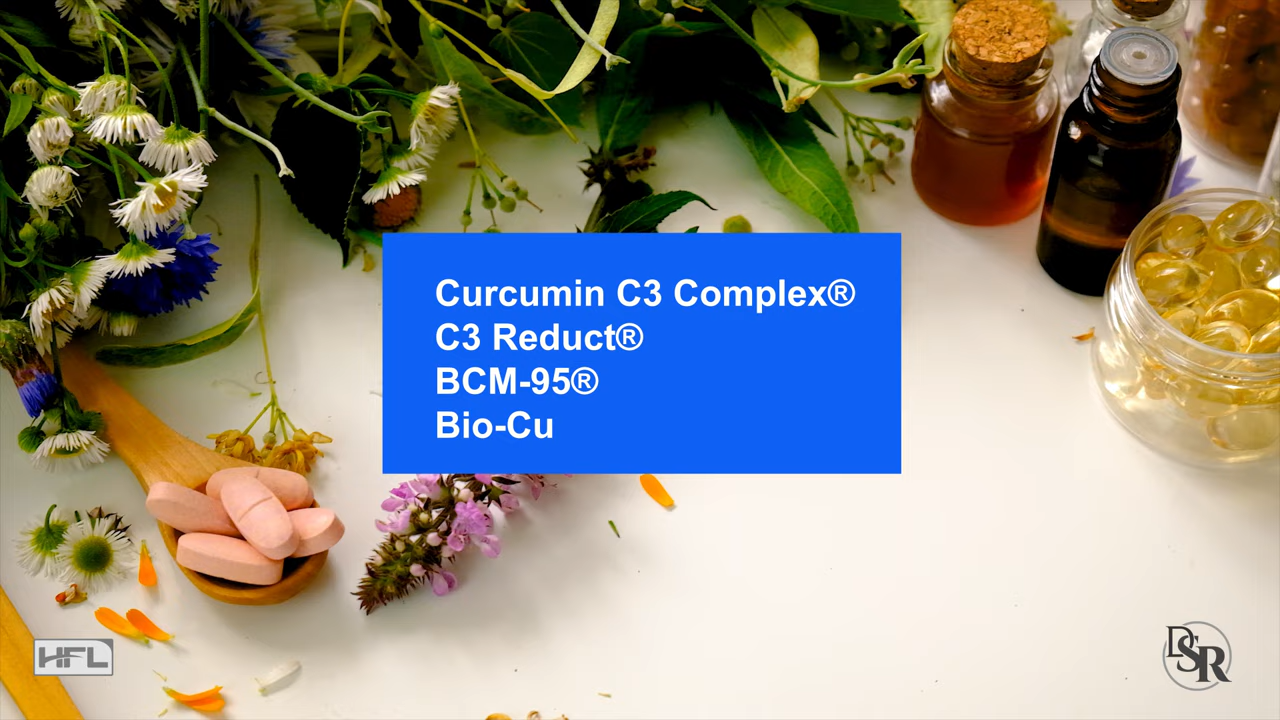 Curcumin C3 Complex®
C3 Reduct®
BCM-95®
Bio-Cu
HFL
DSR